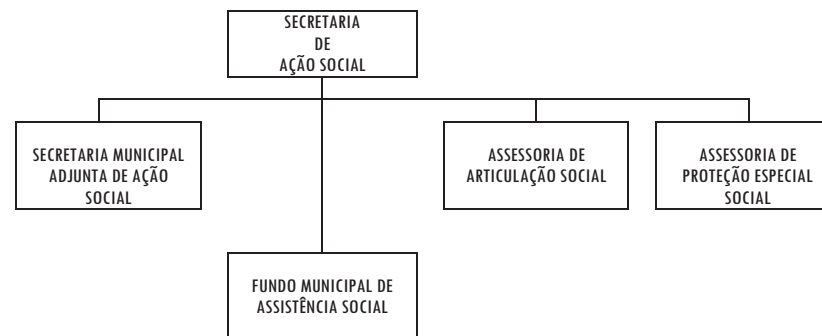 SECRETARIA
DE
AÇÃO SOCIAL
SECRETARIA MUNICIPAL
ADJUNTA DE AÇÃO
SOCIAL
ASSESSORIA DE
ARTICULAÇÃO SOCIAL
ASSESSORIA DE
PROTEÇÃO ESPECIAL
SOCIAL
FUNDO MUNICIPAL DE
ASSISTÊNCIA SOCIAL